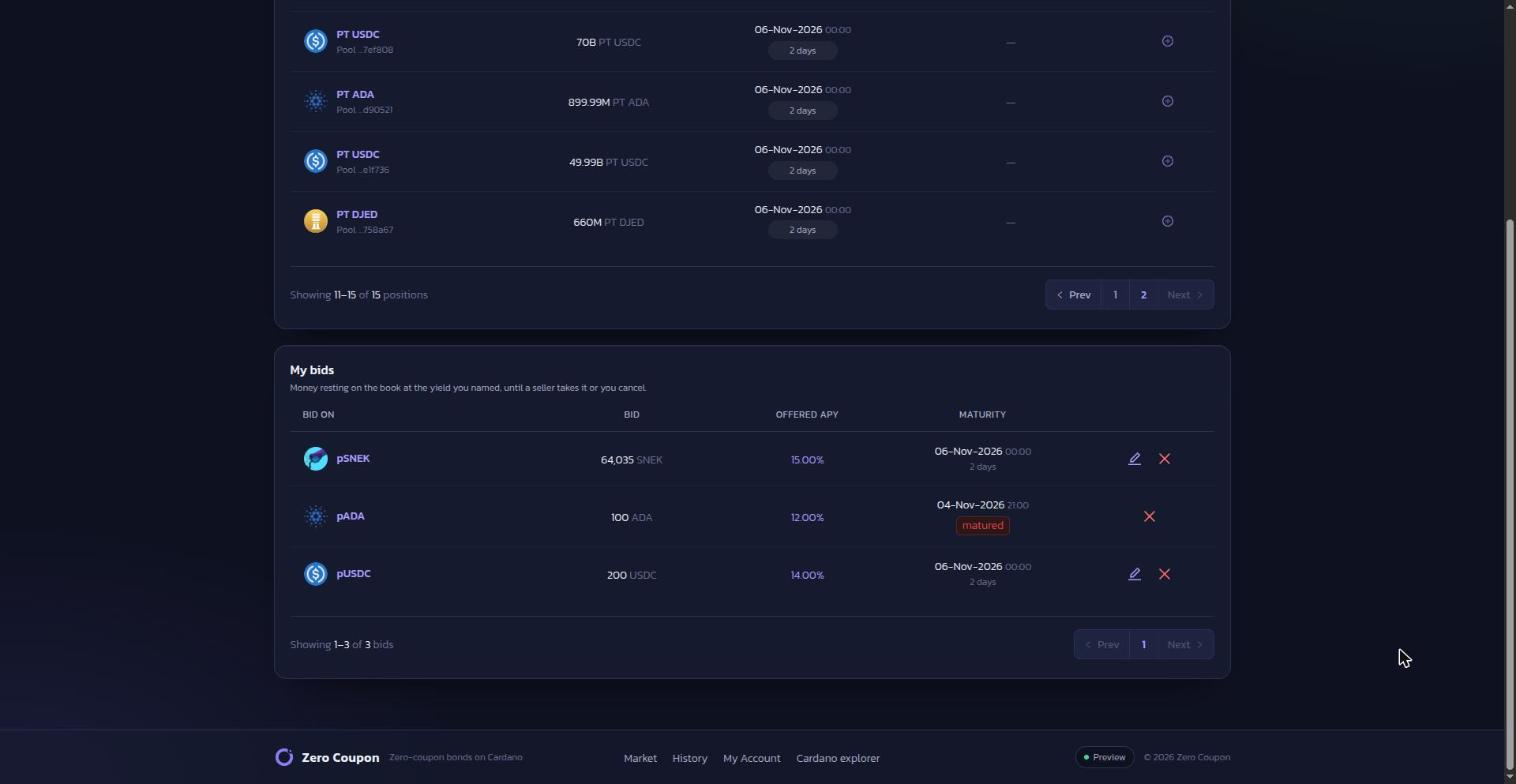 PT USDC
Pool ...7ef808
70B PT USDC
06-Nov-2026 00:00
2 days
—
PT ADA
Pool ...d90521
899.99M PT ADA
06-Nov-2026 00:00
2 days
—
PT USDC
Pool ...e1f736
49.99B PT USDC
06-Nov-2026 00:00
2 days
—
PT DJED
Pool ...758a67
660M PT DJED
06-Nov-2026 00:00
2 days
—
Showing 11–15 of 15 positions
Prev 1 2 Next
My bids
Money resting on the book at the yield you named, until a seller takes it or you cancel.
BID ON BID OFFERED APY MATURITY
pSNEK
64,035 SNEK
15.00%
06-Nov-2026 00:00
2 days
pADA
100 ADA
12.00%
04-Nov-2026 21:00
matured
pUSDC
200 USDC
14.00%
06-Nov-2026 00:00
2 days
Showing 1–3 of 3 bids
Prev 1 Next
Zero Coupon Zero-coupon bonds on Cardano
Market History My Account Cardano explorer
Preview © 2026 Zero Coupon